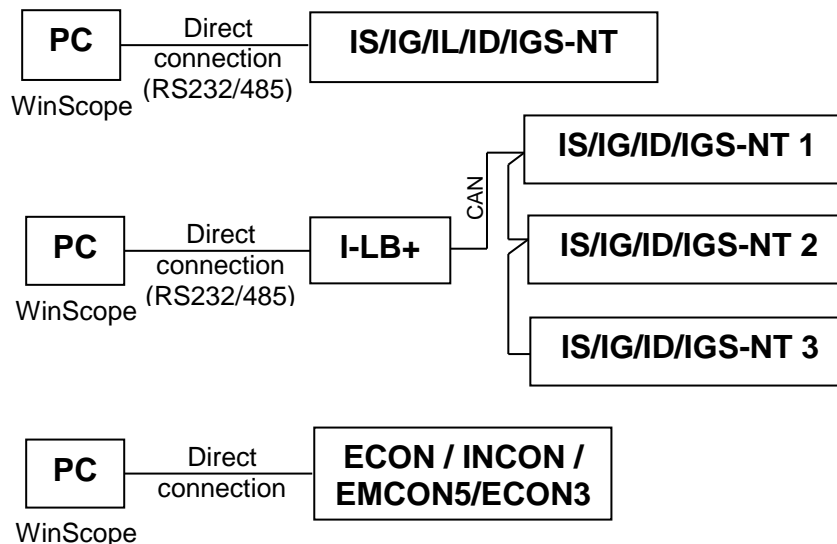 PC
Direct
connection
(RS232/485)
IS/IG/IL/ID/IGS-NT
WinScope
IS/IG/ID/IGS-NT 1
CAN
PC
Direct
connection
(RS232/485)
I-LB+
IS/IG/ID/IGS-NT 2
WinScope
IS/IG/ID/IGS-NT 3
PC
Direct
connection
ECON / INCON /
EMCON5/ECON3
WinScope